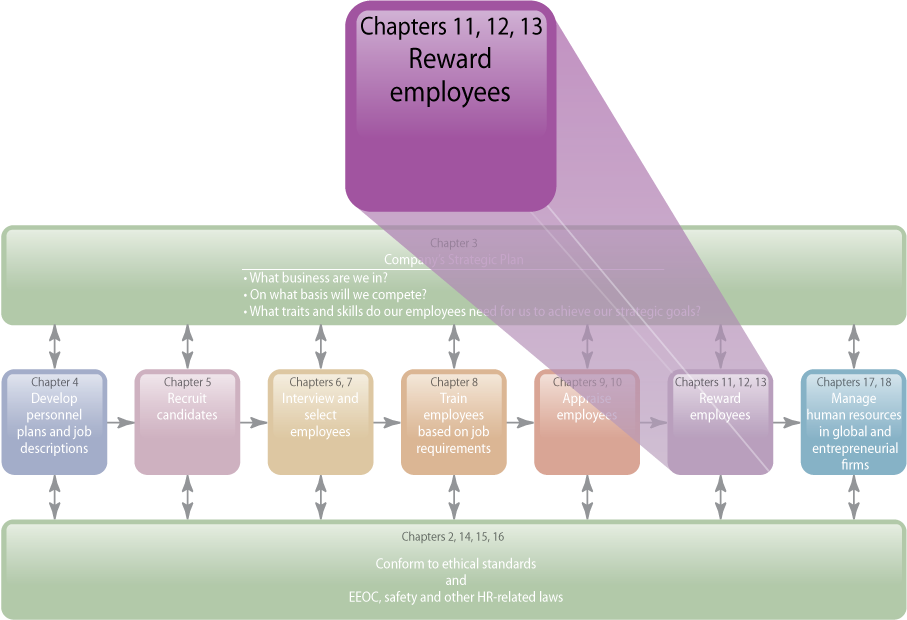 Chapters 11, 12, 13
Reward
employees
Chapter 3
Company's Strategic Plan
• What business are we in?
• On what basis will we compete?
• What traits and skills do our employees need for us to achieve our strategic goals?
Chapter 4
Develop
personnel
plans and job
descriptions
Chapter 5
Recruit
candidates
Chapters 6, 7
Interview and
select
employees
Chapter 8
Train
employees
based on job
requirements
Chapters 9, 10
Appraise
employees
Chapters 11, 12, 13
Reward
employees
Chapters 17, 18
Manage
human resources
in global and
entrepreneurial
firms
Chapters 2, 14, 15, 16
Conform to ethical standards
and
EEOC, safety and other HR-related laws